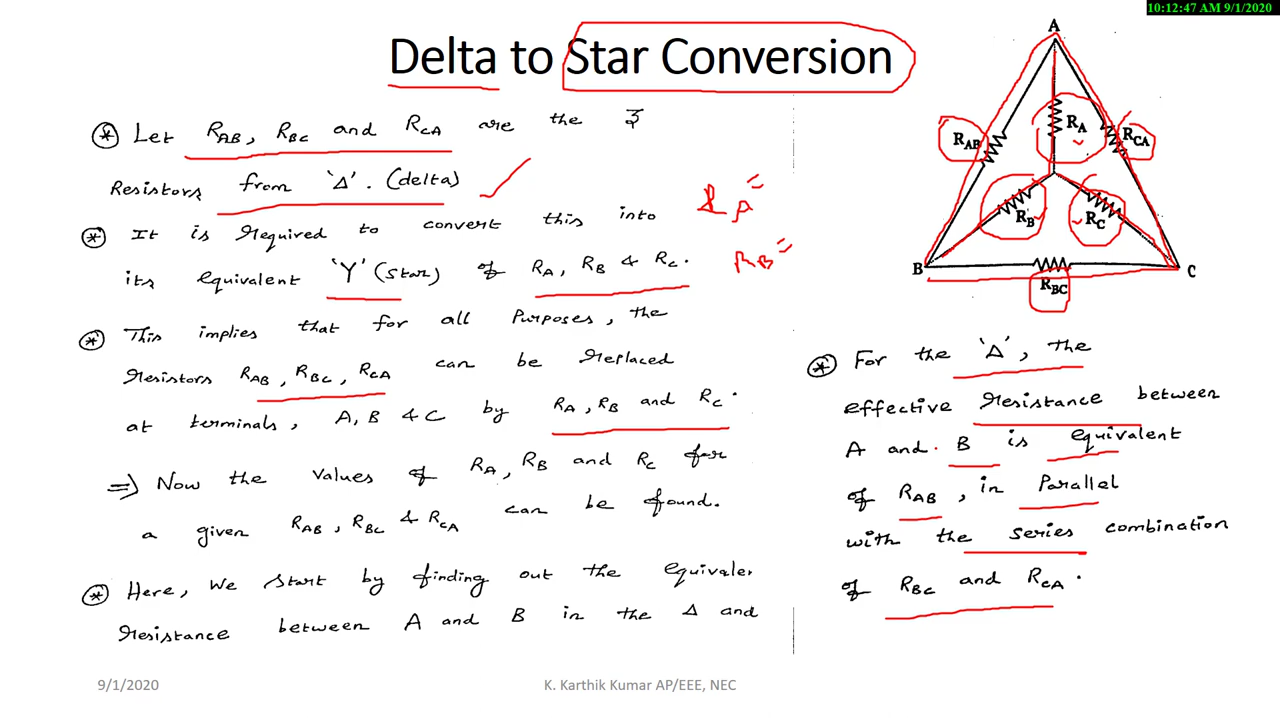 10:12:47 AM 9/1/2020
Delta to Star Conversion
* Let RAB, RBC and RCA are the 3
Resistors from 'Δ'. (delta)
* It is required to convert this into
its equivalent 'Y' (star) of RA, RB & RC.
* This implies that for all Purposes, the
resistors RAB, RBC, RCA can be replaced
at terminals, A, B & C by RA, RB and RC.
⇒ Now the values of RA, RB and RC for
a given RAB, RBC & RCA can be found.
* Here, We start by finding out the equivaler
resistance between A and B in the Δ and
RB =
A
RAB
RA
RCA
RB
RC
B
C
RBC
* For the 'Δ', the
effective resistance between
A and B is equivalent
of RAB, in Parallel
with the series combination
of RBC and RCA.
9/1/2020
K. Karthik Kumar AP/EEE, NEC